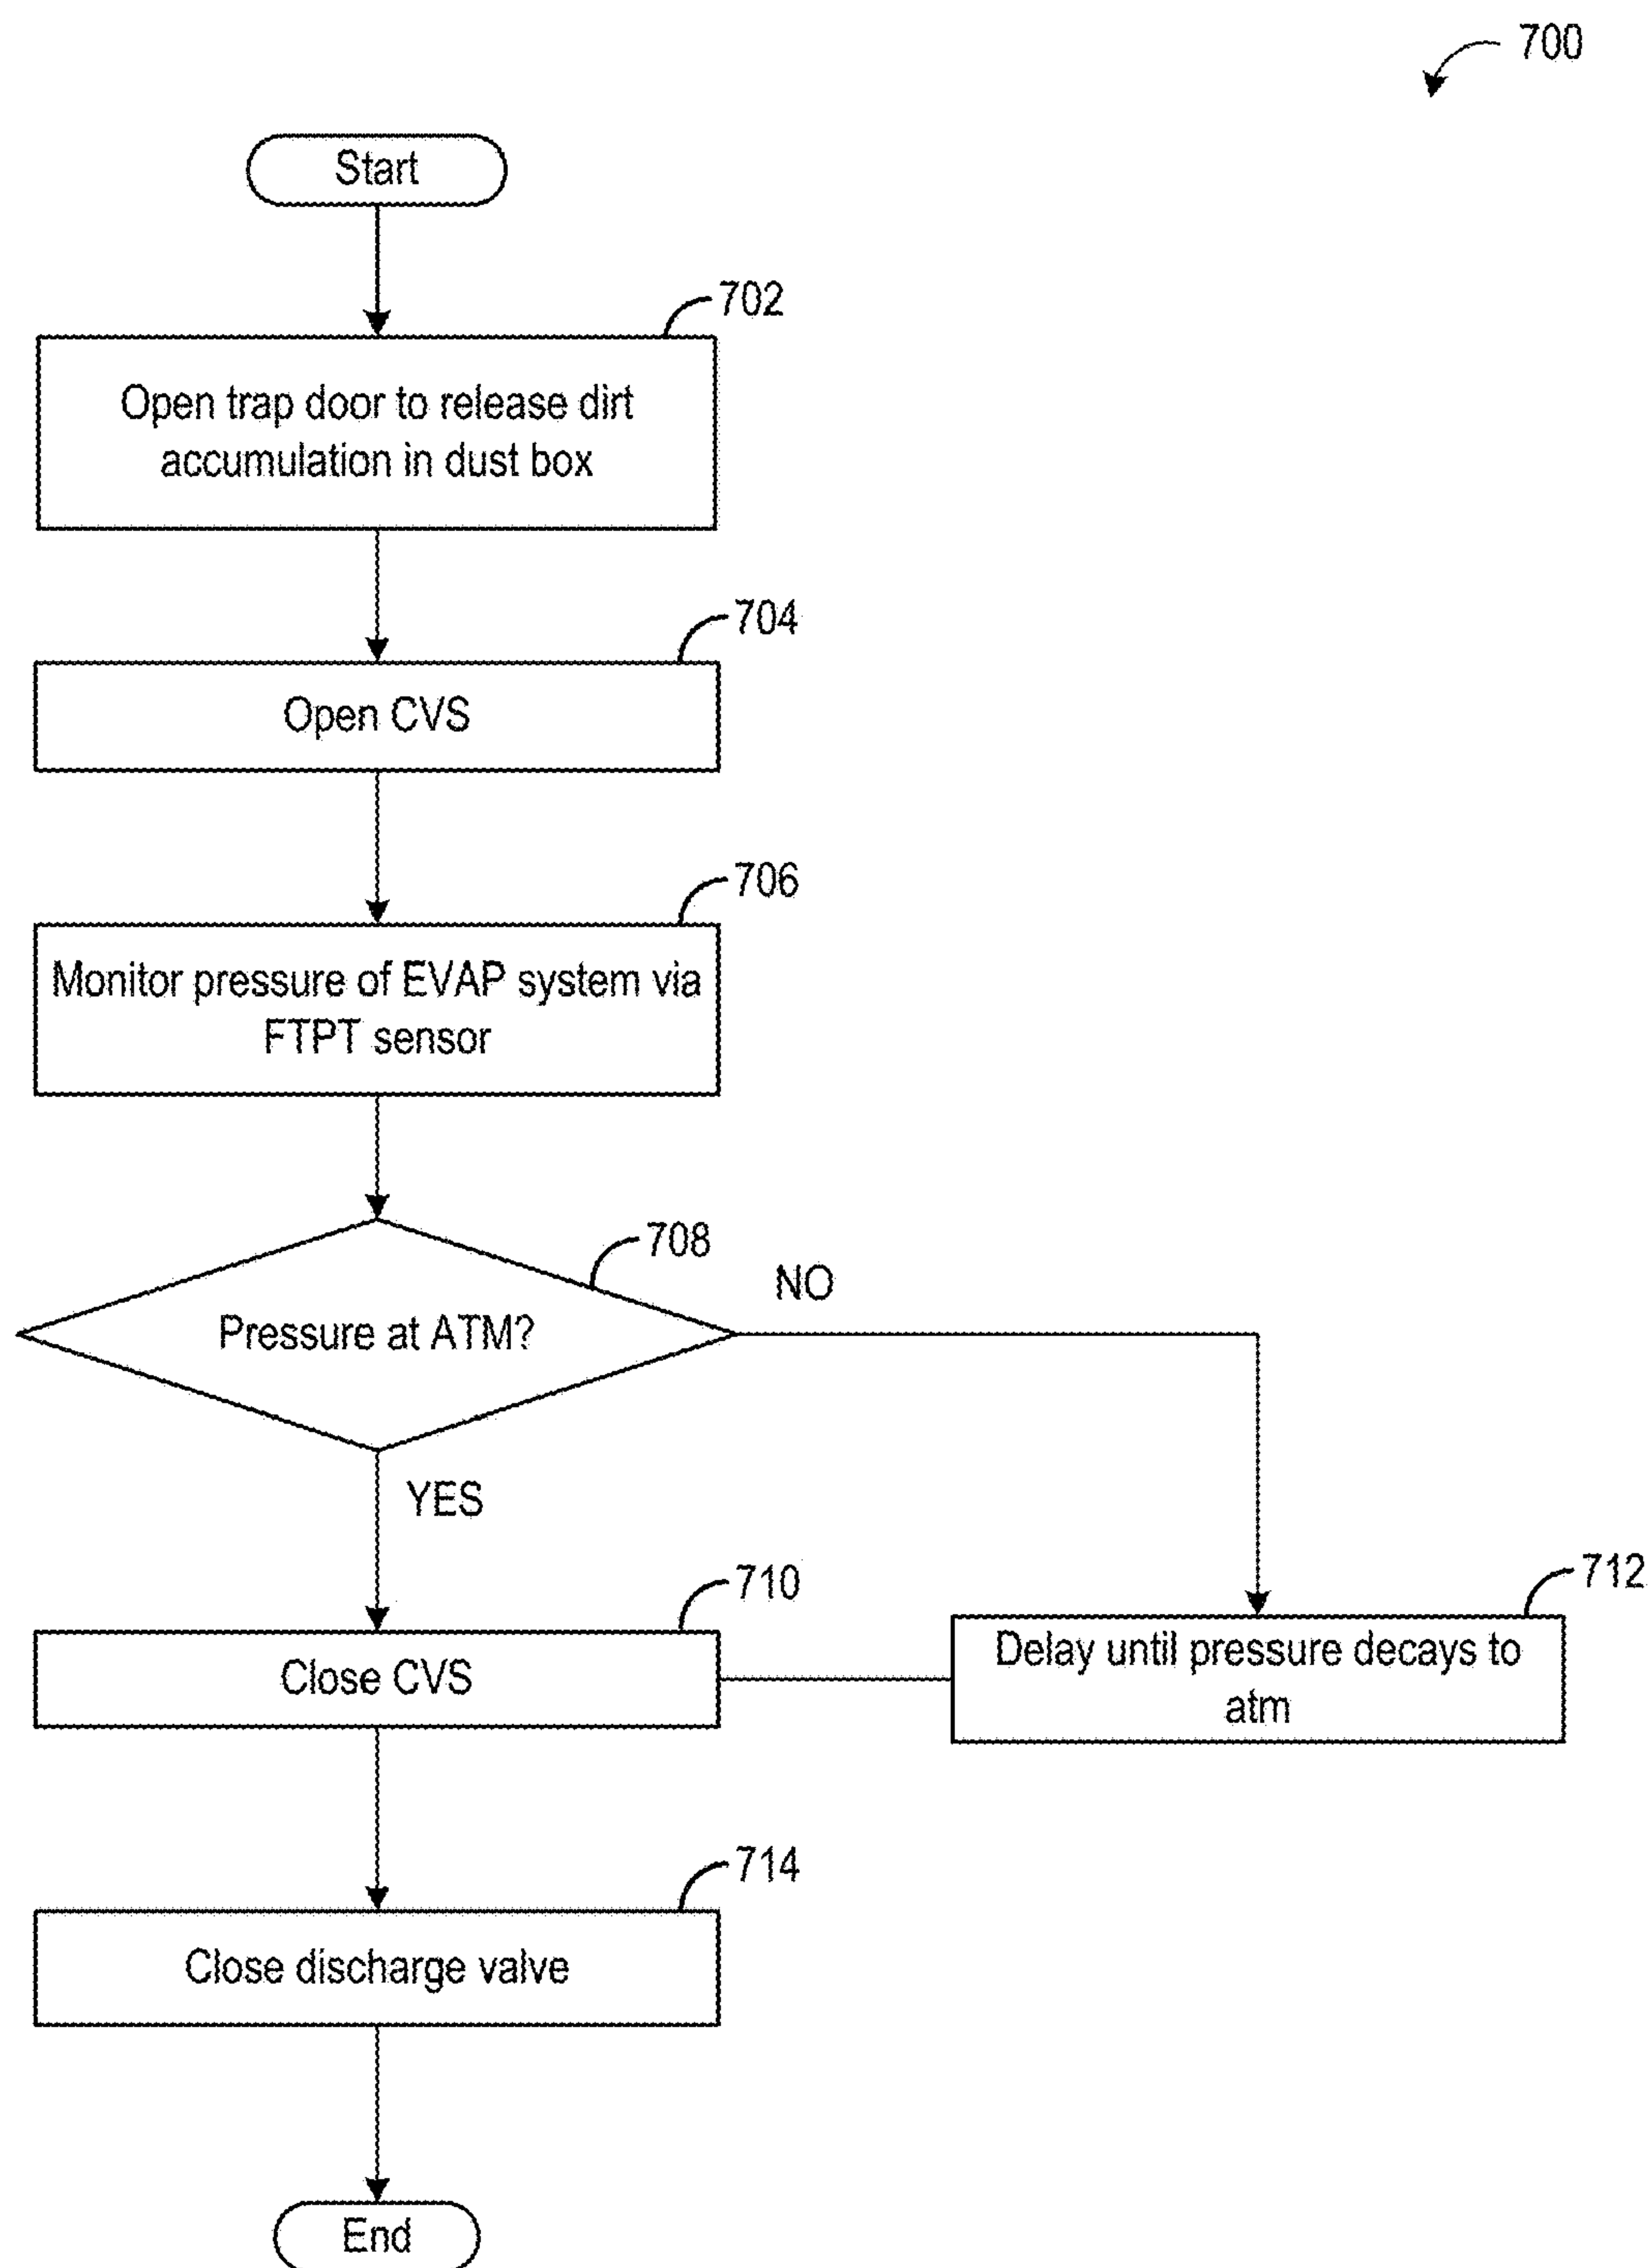 700
Start
702
Open trap door to release dirt
accumulation in dust box
704
Open CVS
706
Monitor pressure of EVAP system via
FTPT sensor
708
Pressure at ATM?
NO
YES
710
Close CVS
712
Delay until pressure decays to
atm
714
Close discharge valve
End